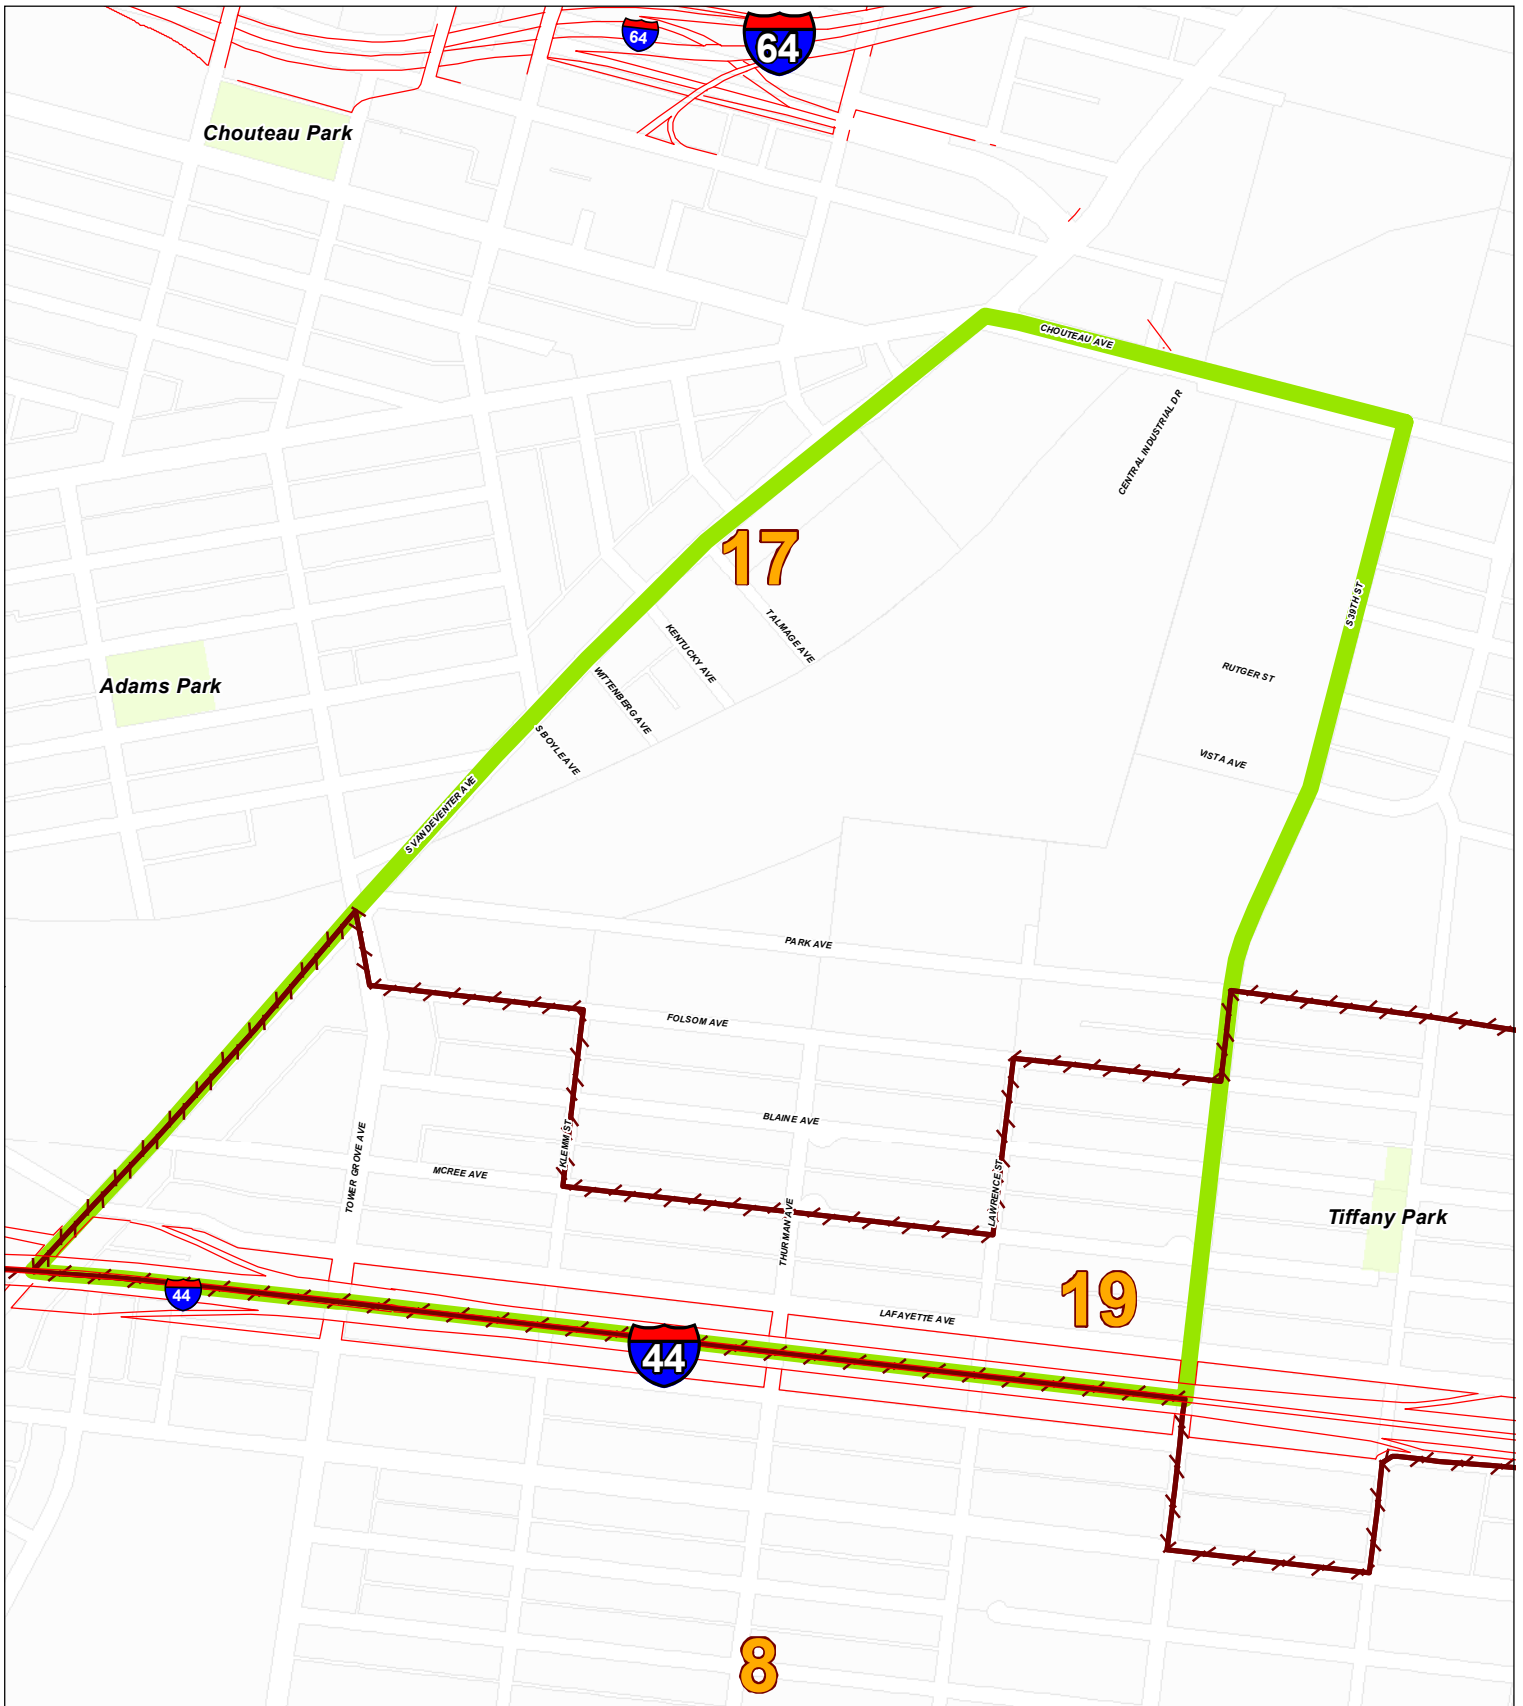 64
64
Chouteau Park
CHOUTEAU AVE
CENTRAL INDUSTRIAL DR
17
S 39TH ST
TALMAGE AVE
KENTUCKY AVE
RUTGER ST
Adams Park
WITTENBERG AVE
S BOYLE AVE
VISTA AVE
S VANDEVENTER AVE
PARK AVE
FOLSOM AVE
BLAINE AVE
KLEMM ST
TOWER GROVE AVE
MCREE AVE
LAWRENCE ST
THURMAN AVE
Tiffany Park
44
19
LAFAYETTE AVE
44
8